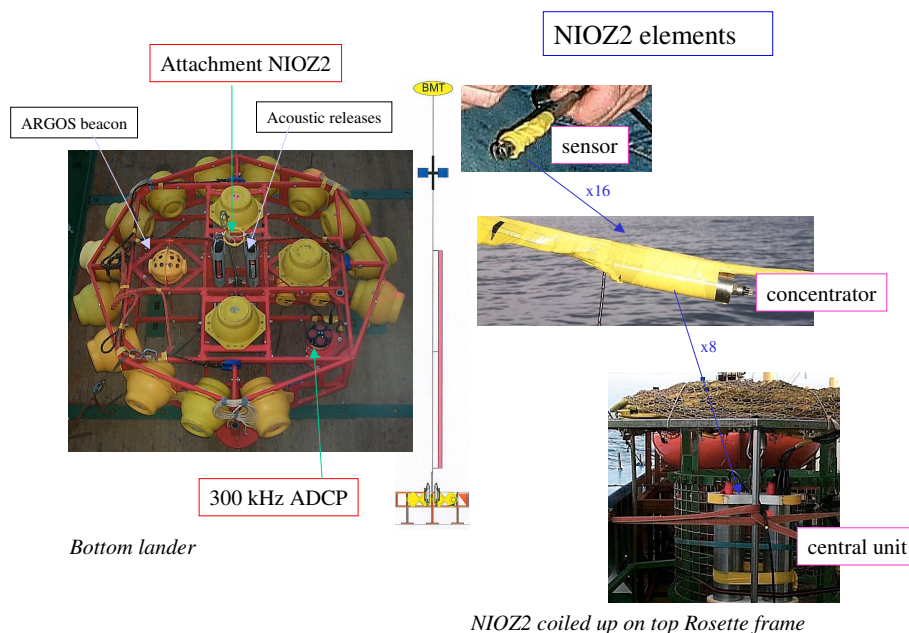 NIOZ2 elements
Attachment NIOZ2
ARGOS beacon
Acoustic releases
BMT
sensor
x16
concentrator
x8
300 kHz ADCP
central unit
Bottom lander
NIOZ2 coiled up on top Rosette frame